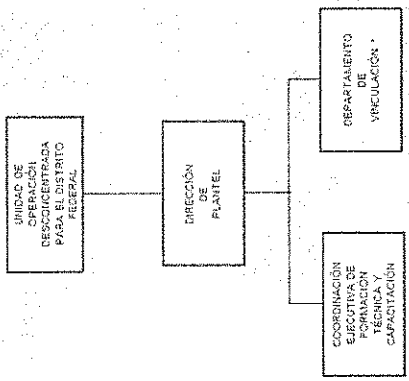 UNIDAD DE
OPERACIÓN
DESCONCENTRADA
PARA EL DISTRITO
FEDERAL
DIRECCIÓN
DE
PLANTEL
COORDINACIÓN
EJECUTIVA DE
FORMACIÓN
TÉCNICA Y
CAPACITACIÓN
DEPARTAMENTO
DE
VINCULACIÓN *